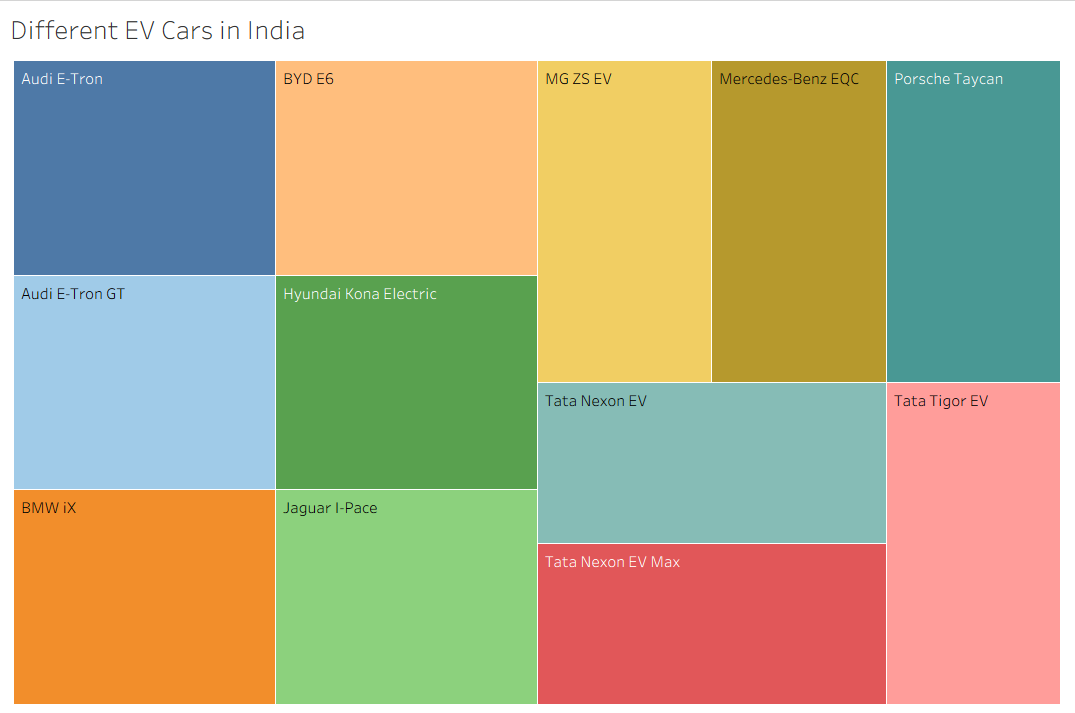 Different EV Cars in India
Audi E-Tron
BYD E6
MG ZS EV
Mercedes-Benz EQC
Porsche Taycan
Audi E-Tron GT
Hyundai Kona Electric
Tata Nexon EV
Tata Tigor EV
BMW iX
Jaguar I-Pace
Tata Nexon EV Max